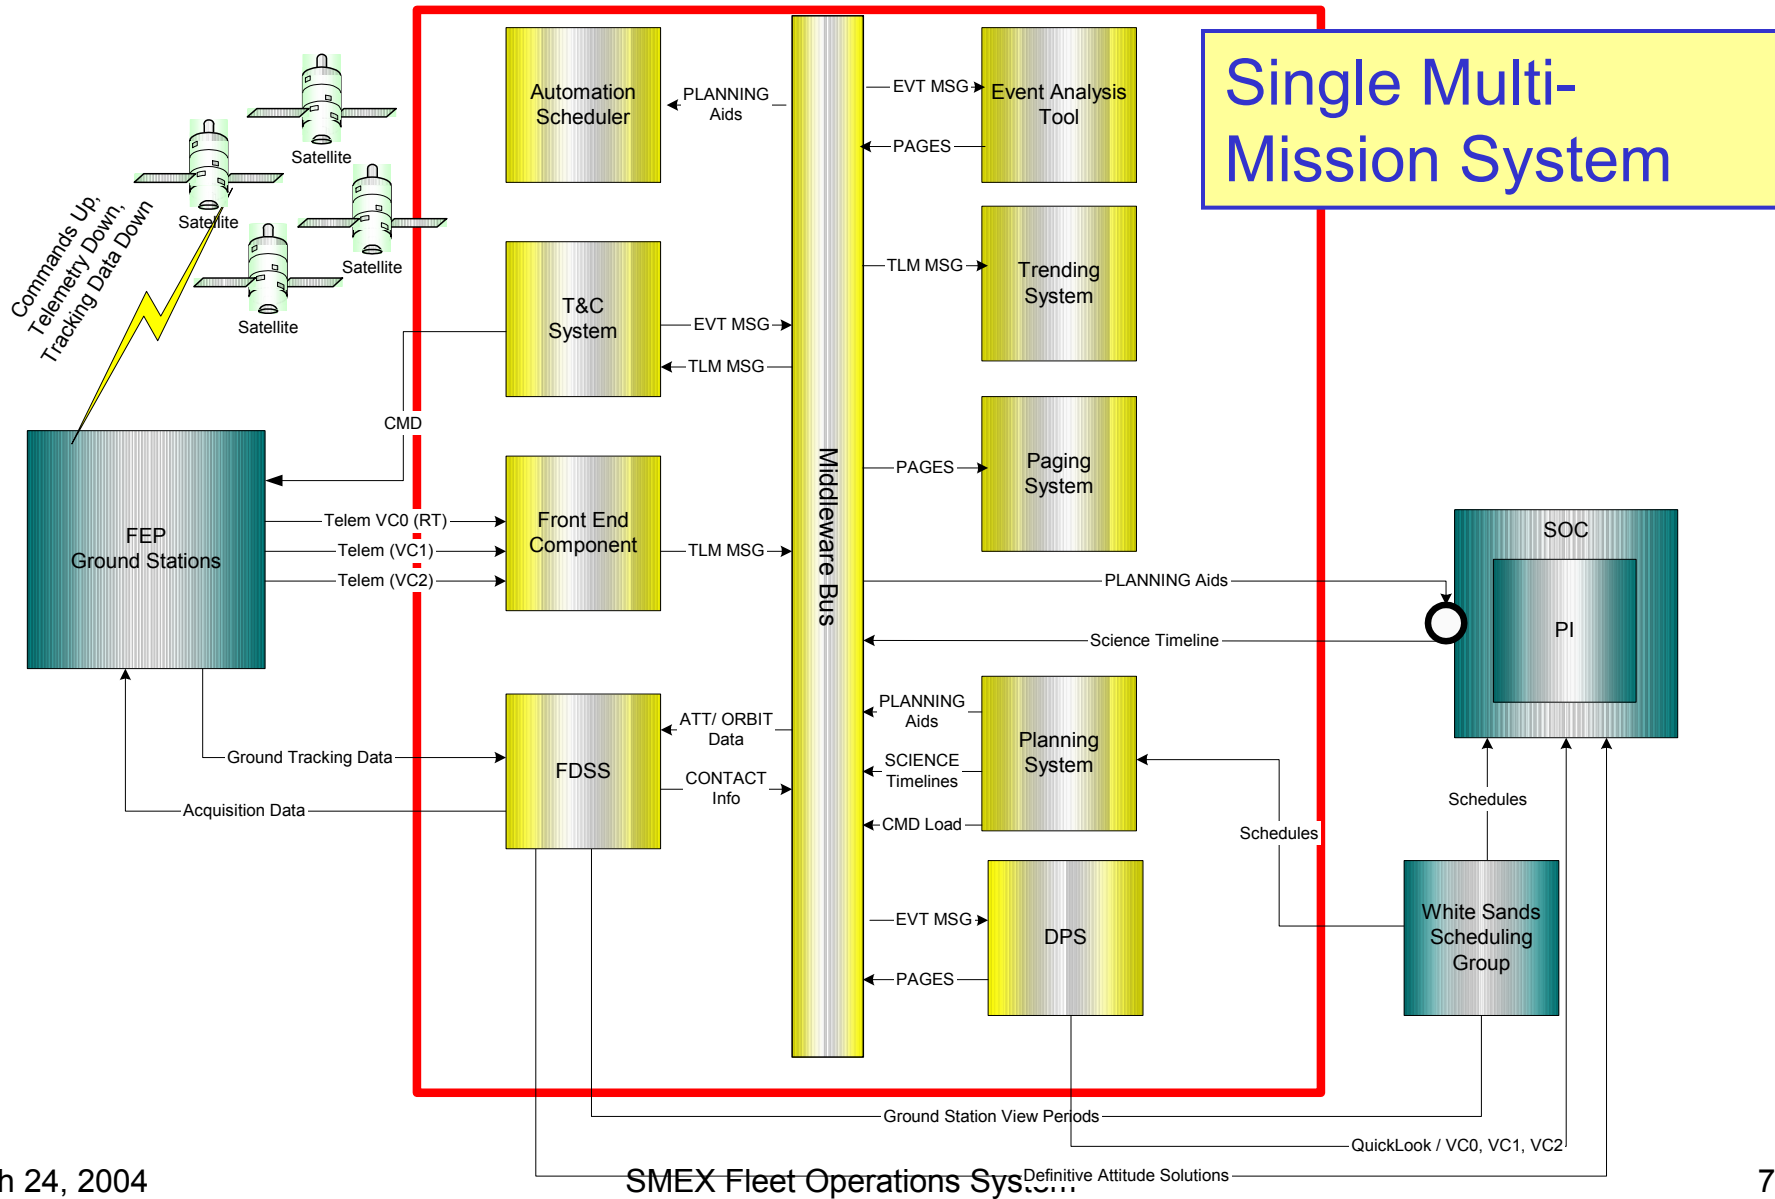 Single Multi-
Mission System
Satellite
Satellite
Satellite
Satellite
Commands Up,
Telemetry Down,
Tracking Data Down
Automation
Scheduler
PLANNING
Aids
EVT MSG
PAGES
Event Analysis
Tool
T&C
System
EVT MSG
TLM MSG
CMD
TLM MSG
Trending
System
Middleware Bus
PAGES
Paging
System
FEP
Ground Stations
Telem VC0 (RT)
Telem (VC1)
Telem (VC2)
Front End
Component
TLM MSG
PLANNING Aids
Science Timeline
SOC
PI
Ground Tracking Data
Acquisition Data
FDSS
ATT/ ORBIT
Data
CONTACT
Info
PLANNING
Aids
SCIENCE
Timelines
CMD Load
Planning
System
Schedules
Schedules
White Sands
Scheduling
Group
EVT MSG
PAGES
DPS
Ground Station View Periods
QuickLook / VC0, VC1, VC2
Definitive Attitude Solutions
h 24, 2004
SMEX Fleet Operations System
7